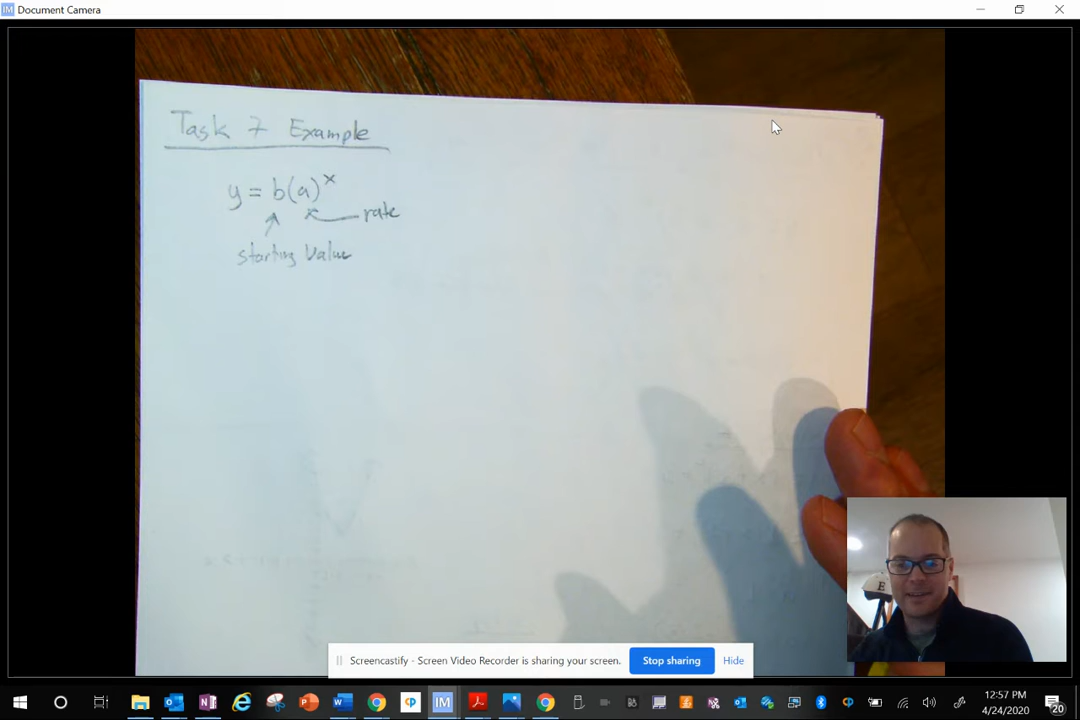 Document Camera
Task 7 Example
y = b(a)^x
rate
starting value
E
Screencastify - Screen Video Recorder is sharing your screen.
Stop sharing
Hide
12:57 PM
4/24/2020
20